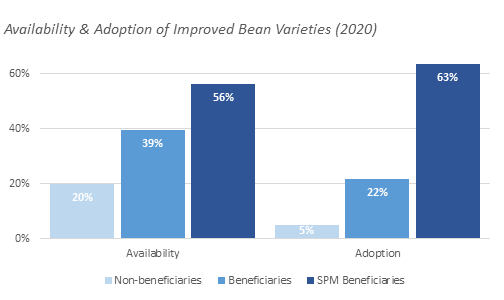 Availability & Adoption of Improved Bean Varieties (2020)
60%
40%
20%
0%
20%
39%
56%
5%
22%
63%
Availability
Adoption
Non-beneficiaries
Beneficiaries
SPM Beneficiaries